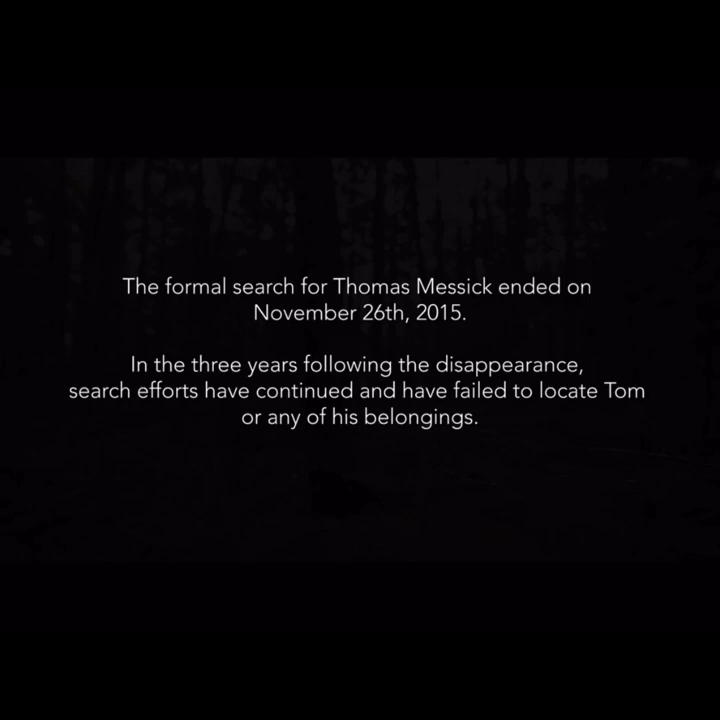 The formal search for Thomas Messick ended on
November 26th, 2015.
In the three years following the disappearance,
search efforts have continued and have failed to locate Tom
or any of his belongings.